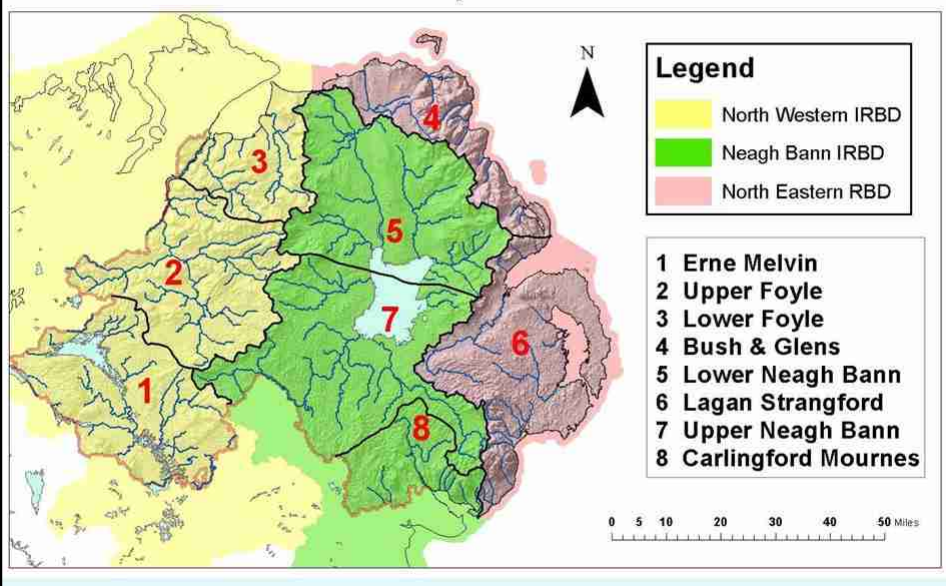 N
Legend
North Western IRBD
Neagh Bann IRBD
North Eastern RBD
1 Erne Melvin
2 Upper Foyle
3 Lower Foyle
4 Bush & Glens
5 Lower Neagh Bann
6 Lagan Strangford
7 Upper Neagh Bann
8 Carlingford Mournes
4
3
5
2
7
6
1
8
0 5 10 20 30 40 50 Miles